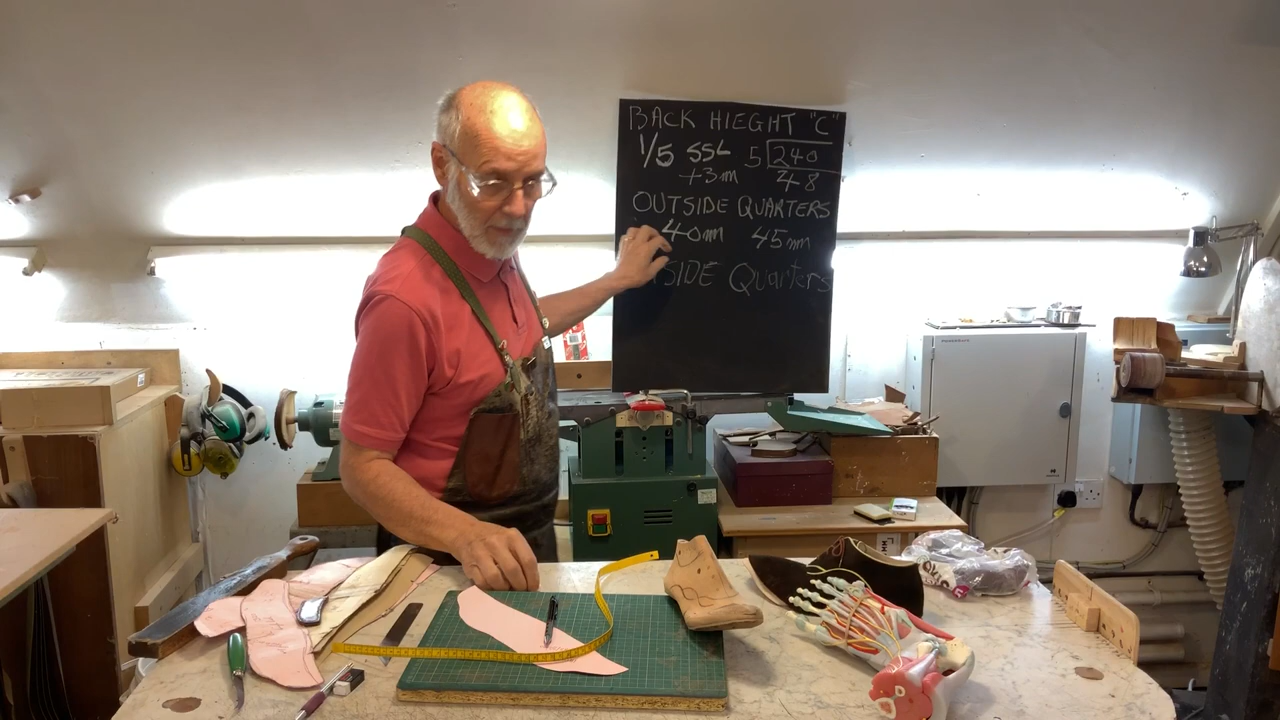 BACK HIEGHT "C"
1/5 SSL 5 240
+3m 48
OUTSIDE QUARTERS
40mm 45mm
SIDE Quarters